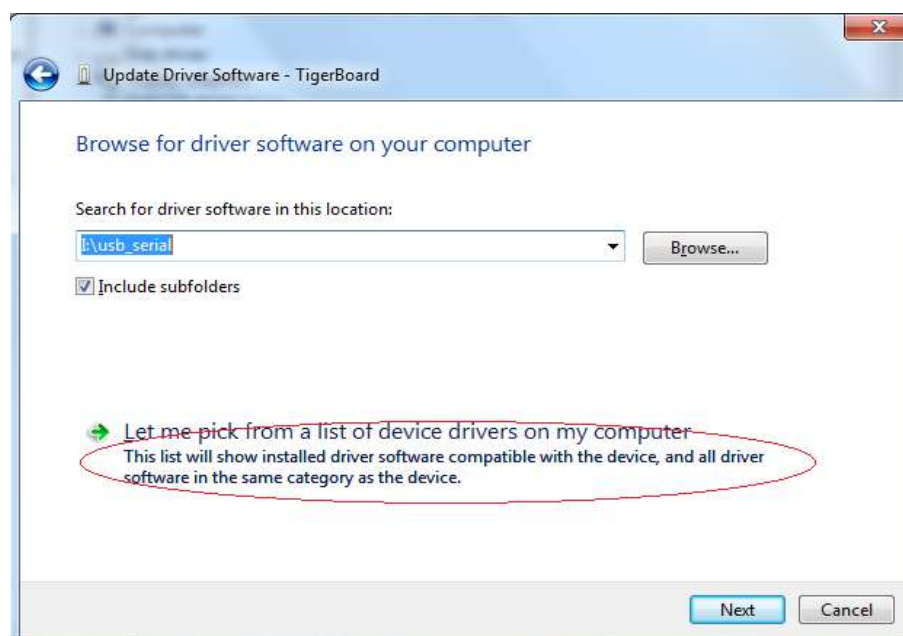 Computer
Update Driver Software - TigerBoard
Browse for driver software on your computer
Search for driver software in this location:
I:\usb_serial
Browse...
Include subfolders
Let me pick from a list of device drivers on my computer
This list will show installed driver software compatible with the device, and all driver
software in the same category as the device.
Next
Cancel